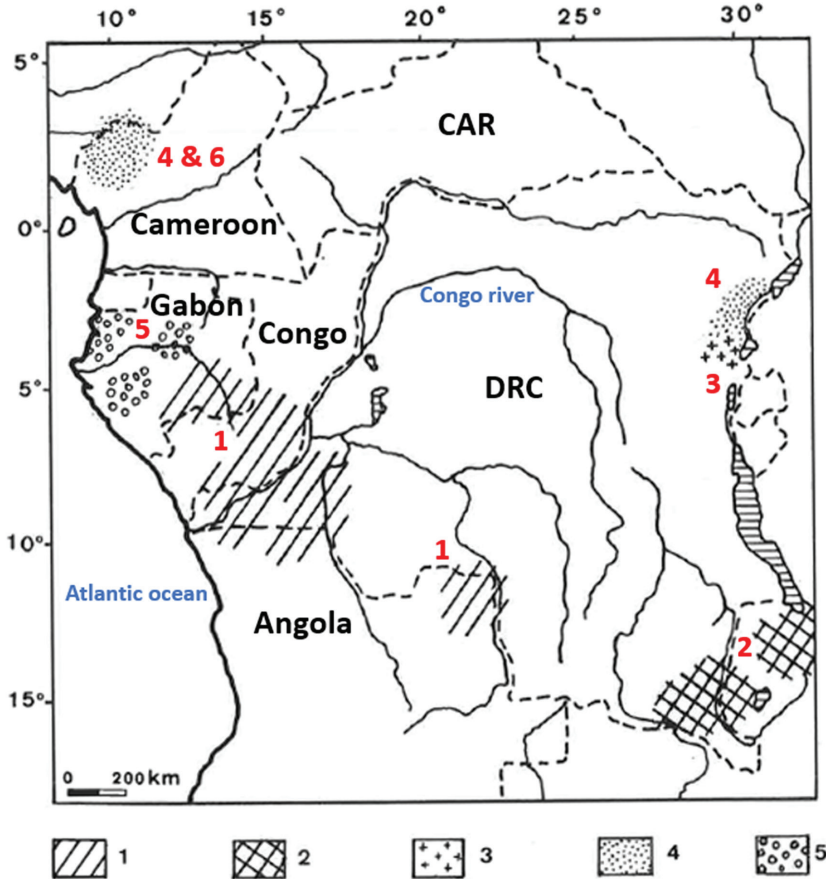 10° 15° 20° 25° 30°
5°
CAR
4 & 6
Cameroon
0°
4
Congo river
Gabon
5
Congo
DRC
3
5°
1
10°
1
Atlantic ocean
Angola
2
15°
0 200 km
1 2 3 4 5